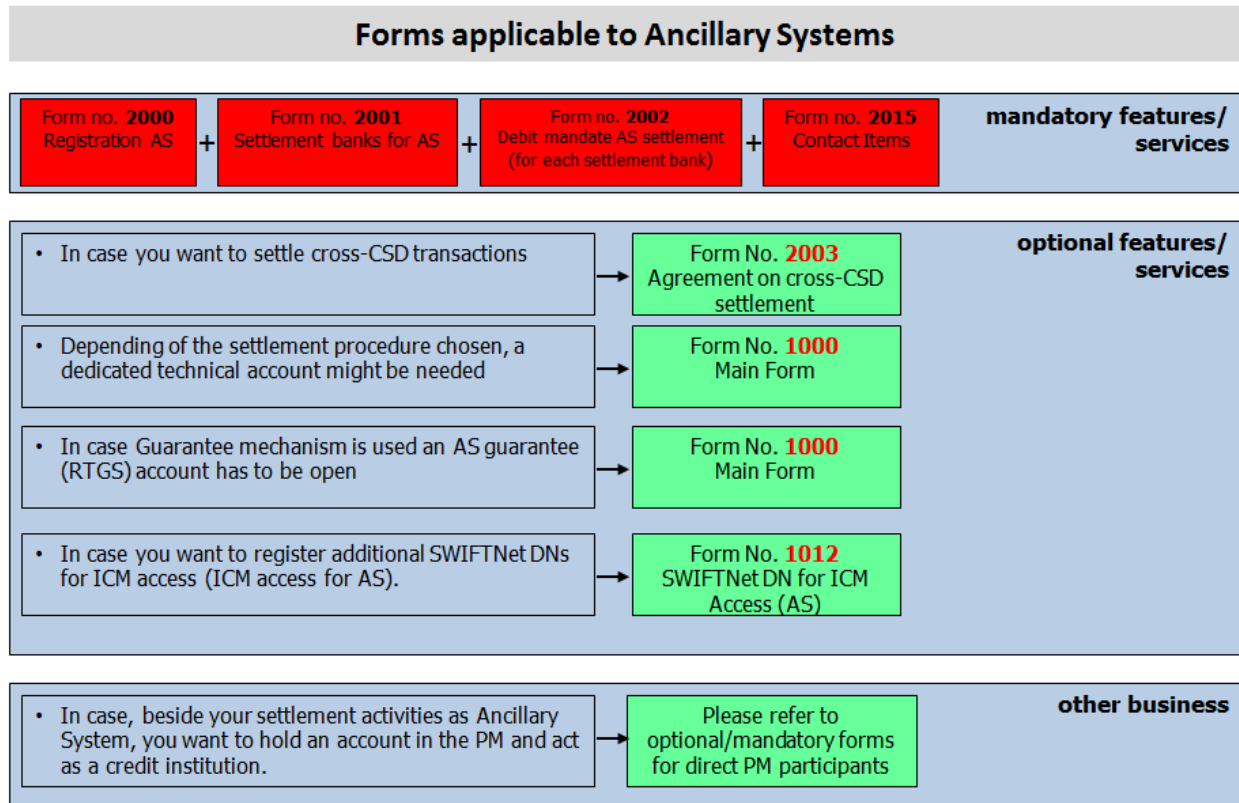 Forms applicable to Ancillary Systems
Form no. 2000
Registration AS
+
Form no. 2001
Settlement banks for AS
+
Form no. 2002
Debit mandate AS settlement
(for each settlement bank)
+
Form no. 2015
Contact Items
mandatory features/
services
optional features/
services
• In case you want to settle cross-CSD transactions
Form No. 2003
Agreement on cross-CSD
settlement
• Depending of the settlement procedure chosen, a
dedicated technical account might be needed
Form No. 1000
Main Form
• In case Guarantee mechanism is used an AS guarantee
(RTGS) account has to be open
Form No. 1000
Main Form
• In case you want to register additional SWIFTNet DNs
for ICM access (ICM access for AS).
Form No. 1012
SWIFTNet DN for ICM
Access (AS)
other business
• In case, beside your settlement activities as Ancillary
System, you want to hold an account in the PM and act
as a credit institution.
Please refer to
optional/mandatory forms
for direct PM participants